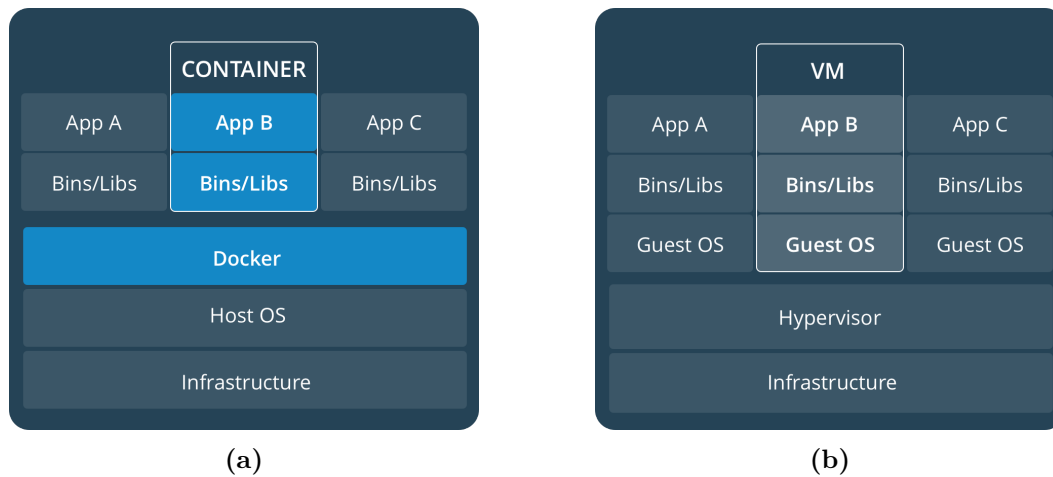 CONTAINER
App A
App B
App C
Bins/Libs
Bins/Libs
Bins/Libs
Docker
Host OS
Infrastructure
(a)
VM
App A
App B
App C
Bins/Libs
Bins/Libs
Bins/Libs
Guest OS
Guest OS
Guest OS
Hypervisor
Infrastructure
(b)